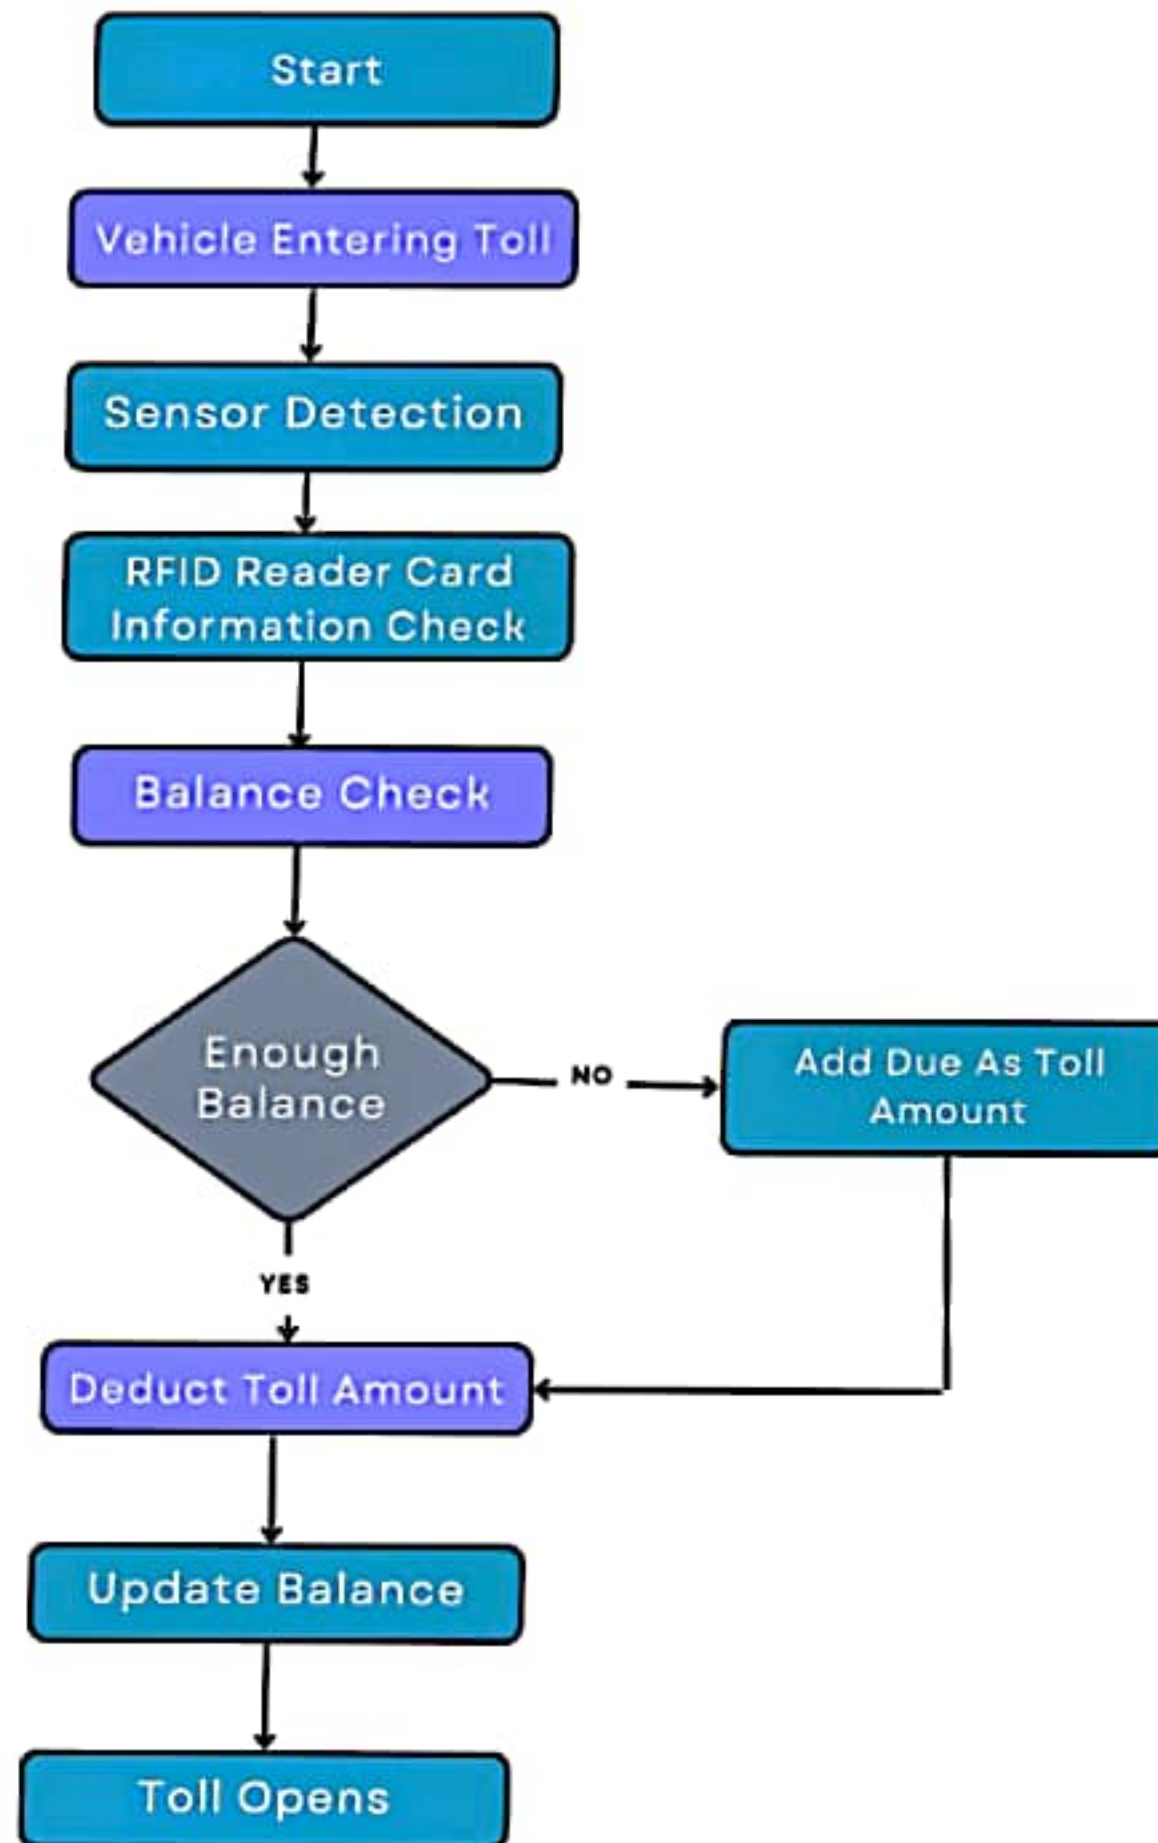 Start
Vehicle Entering Toll
Sensor Detection
RFID Reader Card
Information Check
Balance Check
Enough
Balance
NO
Add Due As Toll
Amount
YES
Deduct Toll Amount
Update Balance
Toll Opens